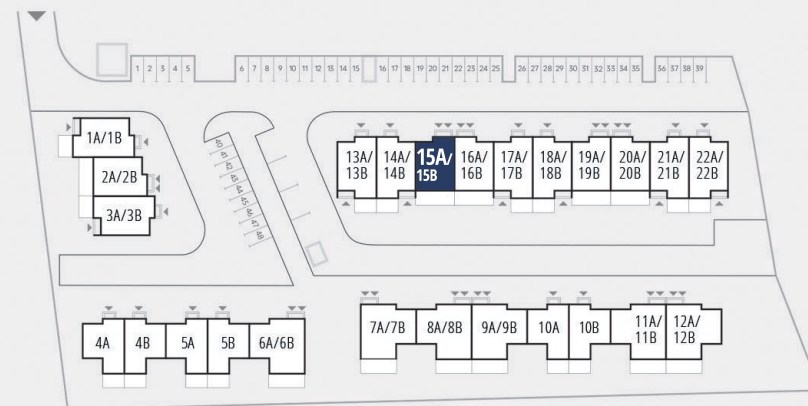 1 2 3 4 5
6 7 8 9 10 11 12 13 14 15
16 17 18 19 20 21 22 23 24 25
26 27 28 29 30 31 32 33 34 35
36 37 38 39
40
41
42
43
44
45
46
47
48
1A/1B
2A/2B
3A/3B
13A/
13B
14A/
14B
15A/
15B
16A/
16B
17A/
17B
18A/
18B
19A/
19B
20A/
20B
21A/
21B
22A/
22B
4A
4B
5A
5B
6A/6B
7A/7B
8A/8B
9A/9B
10A
10B
11A/
11B
12A/
12B